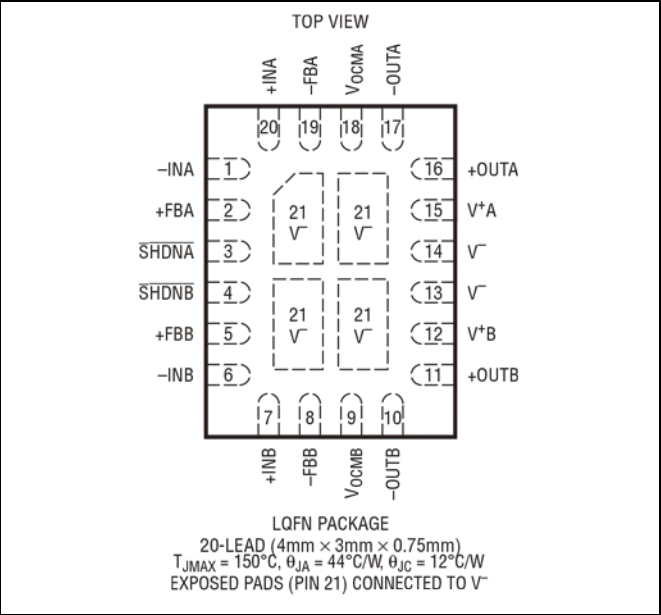 TOP VIEW
+INA –FBA VOCMA –OUTA
20 19 18 17
–INA 1 16 +OUTA
+FBA 2 15 V+A
21 21
V– V–
SHDNA 3 14 V–
SHDNB 4 13 V–
21 21
V– V–
+FBB 5 12 V+B
–INB 6 11 +OUTB
7 8 9 10
+INB –FBB VOCMB –OUTB
LQFN PACKAGE
20-LEAD (4mm × 3mm × 0.75mm)
TJMAX = 150°C, θJA = 44°C/W, θJC = 12°C/W
EXPOSED PADS (PIN 21) CONNECTED TO V–